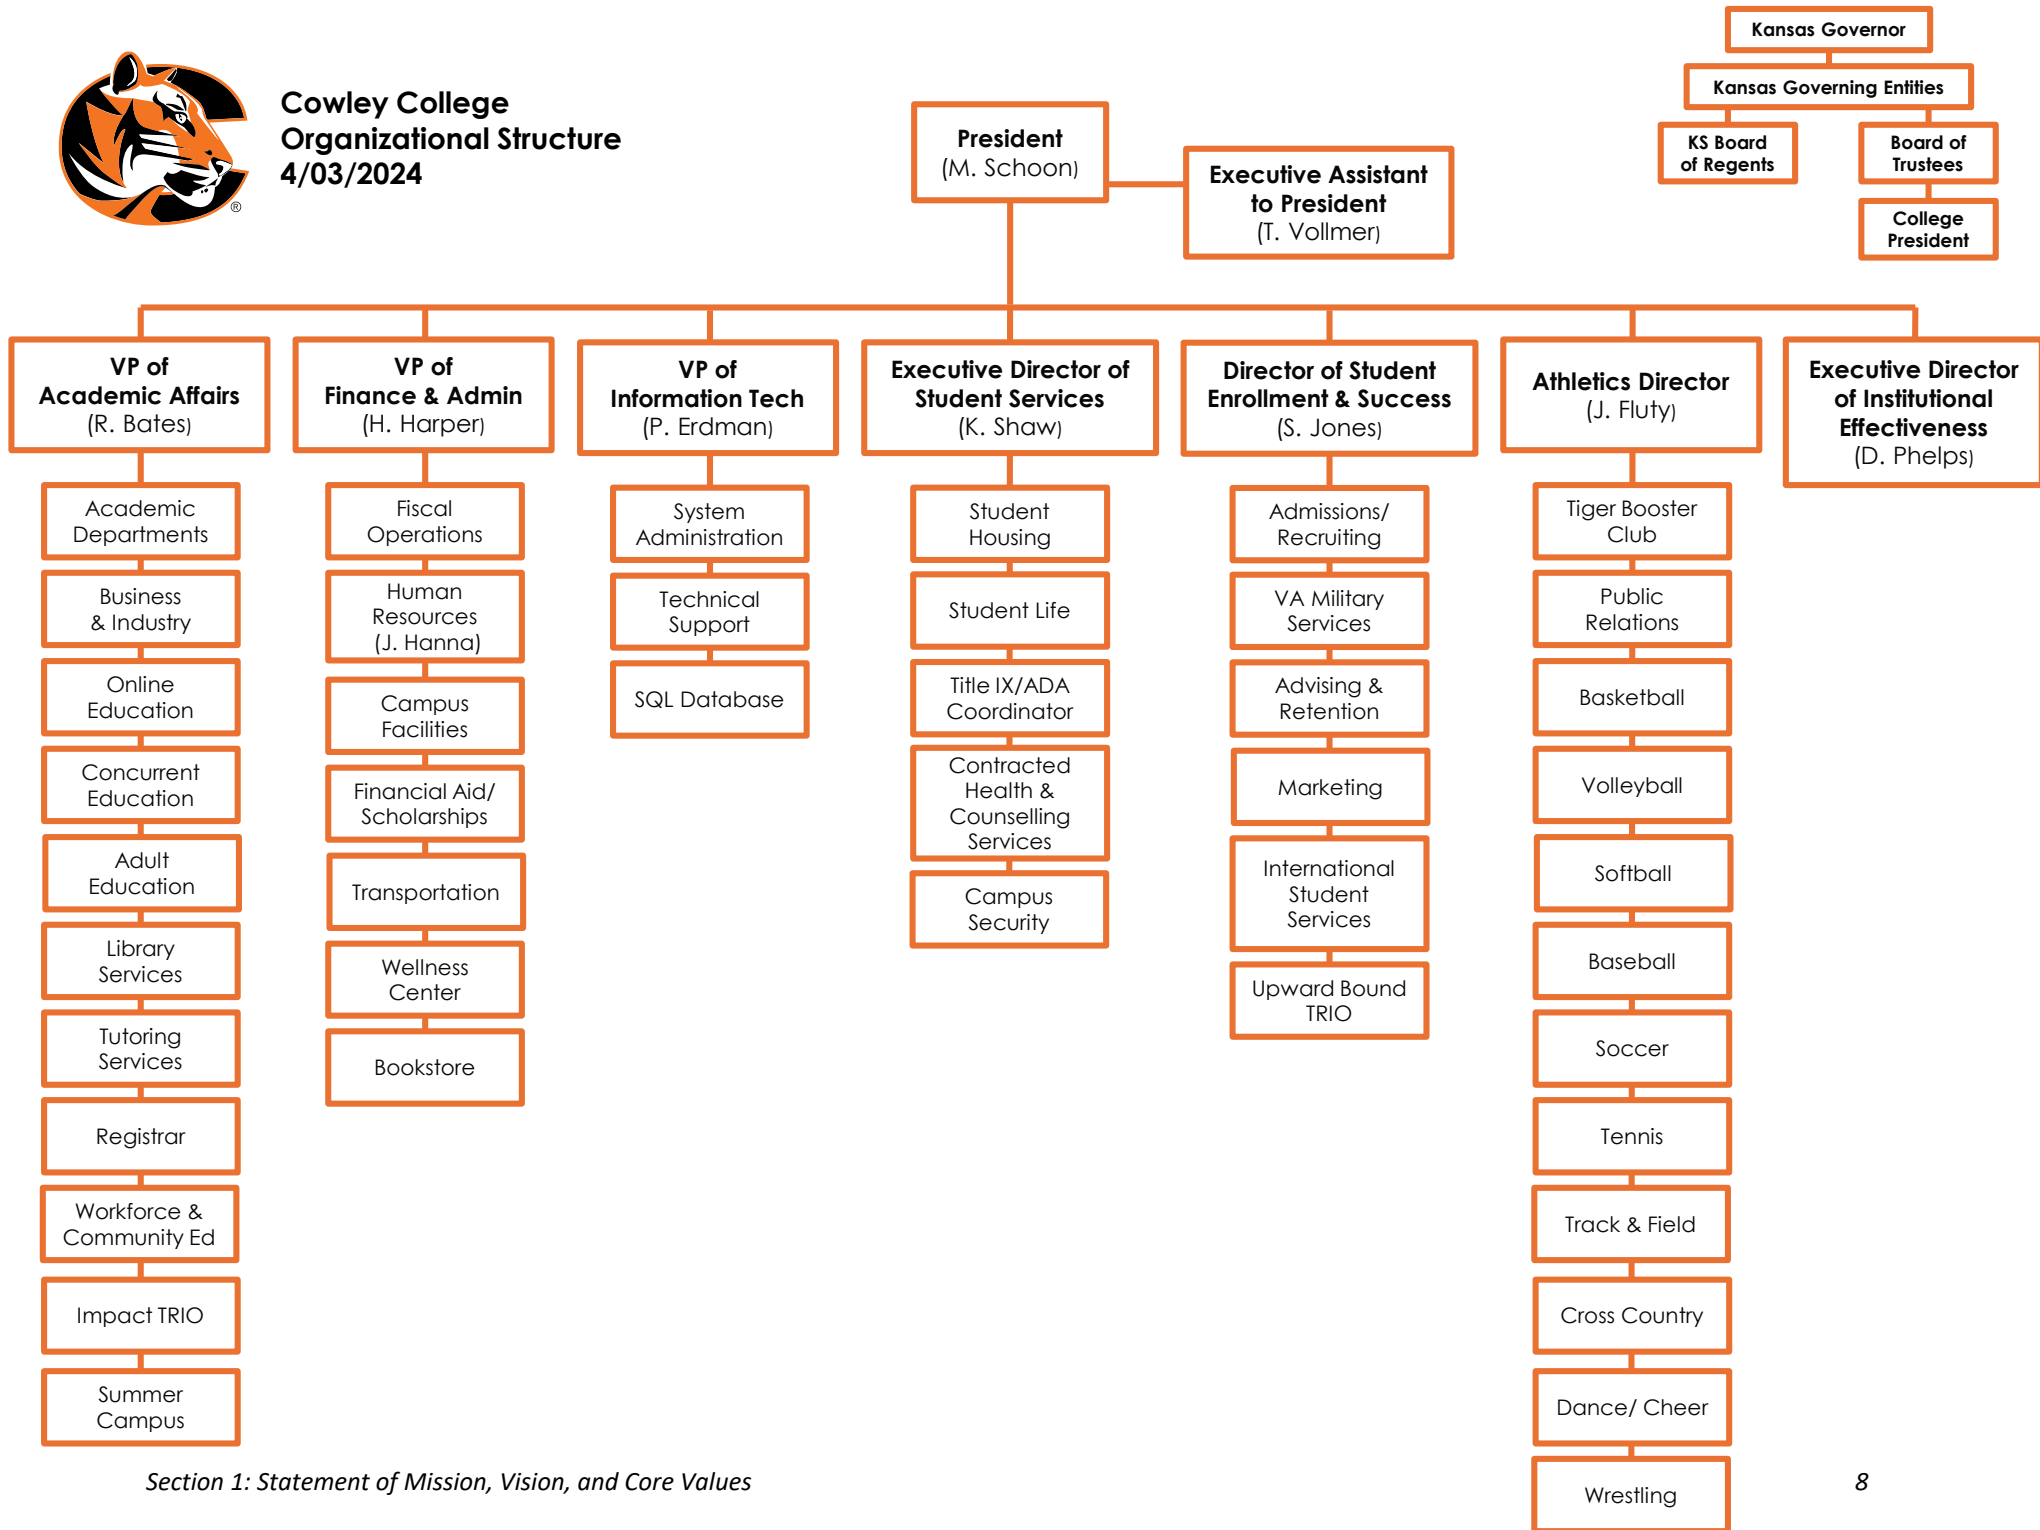 Cowley College
Organizational Structure
4/03/2024
®
President
(M. Schoon)
Executive Assistant
to President
(T. Vollmer)
Kansas Governor
Kansas Governing Entities
KS Board
of Regents
Board of
Trustees
College
President
VP of
Academic Affairs
(R. Bates)
Academic
Departments
Business
& Industry
Online
Education
Concurrent
Education
Adult
Education
Library
Services
Tutoring
Services
Registrar
Workforce &
Community Ed
Impact TRIO
Summer
Campus
VP of
Finance & Admin
(H. Harper)
Fiscal
Operations
Human
Resources
(J. Hanna)
Campus
Facilities
Financial Aid/
Scholarships
Transportation
Wellness
Center
Bookstore
VP of
Information Tech
(P. Erdman)
System
Administration
Technical
Support
SQL Database
Executive Director of
Student Services
(K. Shaw)
Student
Housing
Student Life
Title IX/ADA
Coordinator
Contracted
Health &
Counselling
Services
Campus
Security
Director of Student
Enrollment & Success
(S. Jones)
Admissions/
Recruiting
VA Military
Services
Advising &
Retention
Marketing
International
Student
Services
Upward Bound
TRIO
Athletics Director
(J. Fluty)
Tiger Booster
Club
Public
Relations
Basketball
Volleyball
Softball
Baseball
Soccer
Tennis
Track & Field
Cross Country
Dance/ Cheer
Wrestling
Executive Director
of Institutional
Effectiveness
(D. Phelps)
Section 1: Statement of Mission, Vision, and Core Values
8